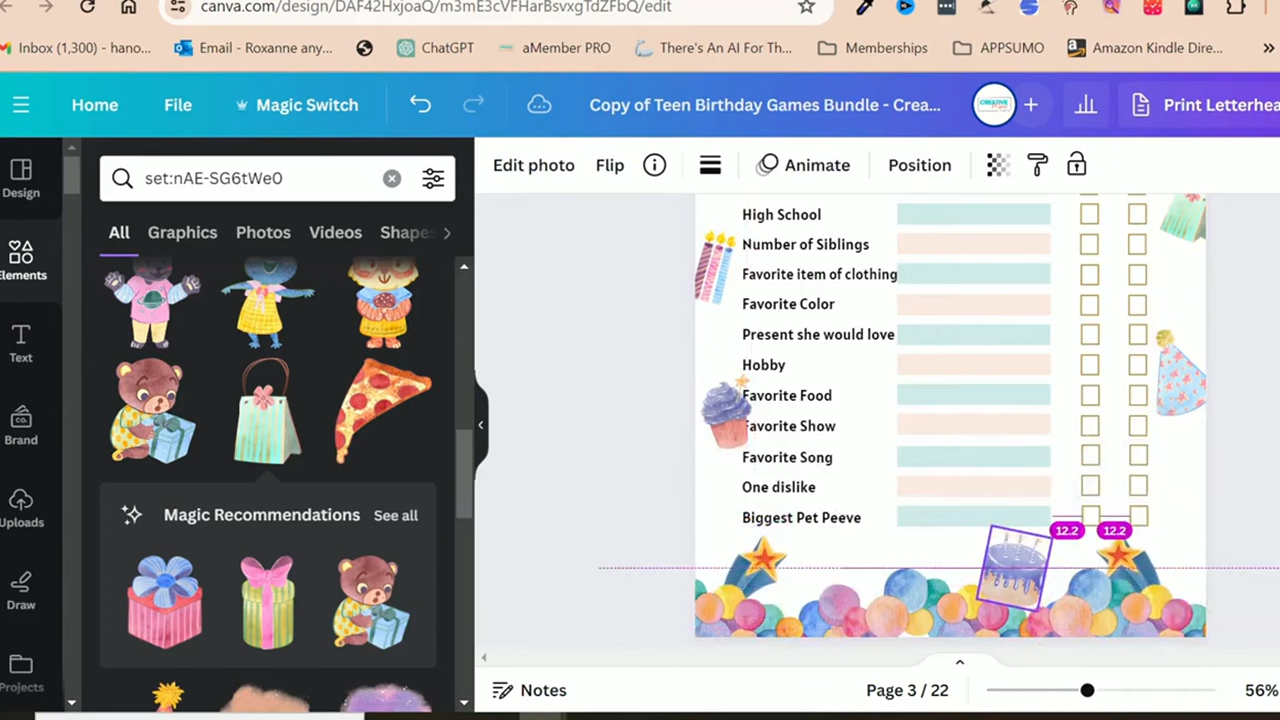 canva.com/design/DAF42HxjoaQ/m3mE3cVFHarBsvxgTdZFbQ/edit
Inbox (1,300) - hano...
Email - Roxanne any...
ChatGPT
aMember PRO
There's An AI For Th...
Memberships
APPSUMO
Amazon Kindle Dire...
»
Home
File
Magic Switch
Copy of Teen Birthday Games Bundle - Crea...
CREATIVE
Print Letterhea
Design
Elements
Text
Brand
Uploads
Draw
Projects
set:nAE-SG6tWe0
All
Graphics
Photos
Videos
Shapes
Magic Recommendations
See all
Edit photo
Flip
Animate
Position
High School
Number of Siblings
Favorite item of clothing
Favorite Color
Present she would love
Hobby
Favorite Food
Favorite Show
Favorite Song
One dislike
Biggest Pet Peeve
12.2
12.2
Notes
Page 3 / 22
56%